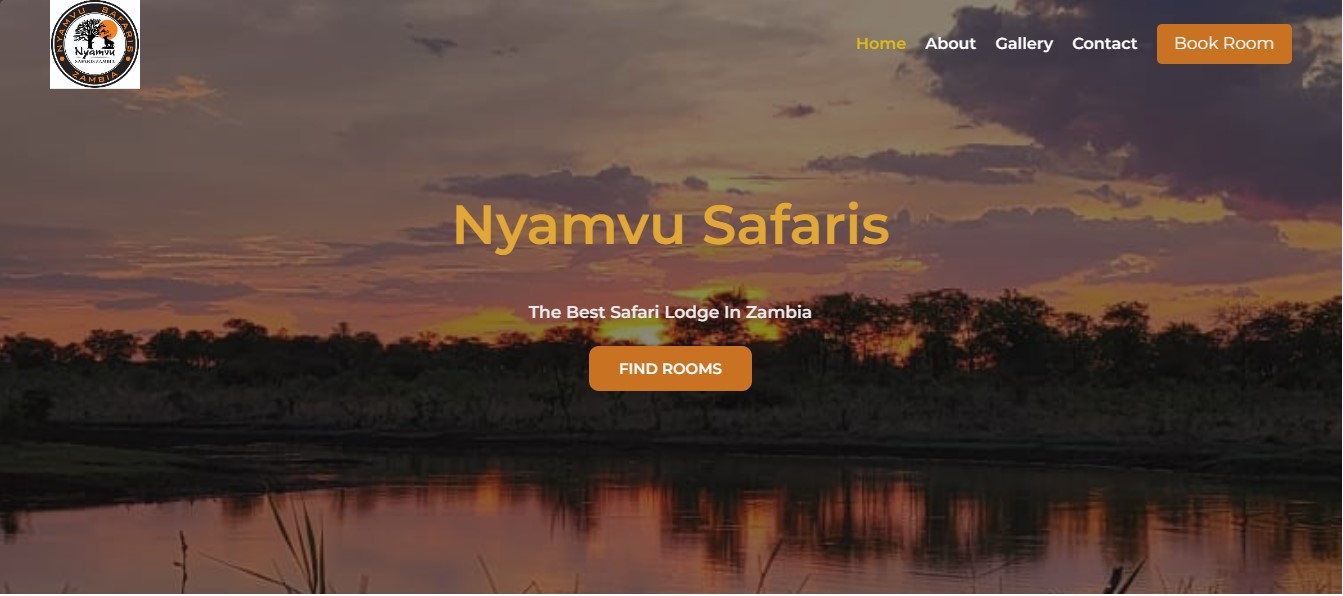 NYAMVU SAFARIS
Nyamvu
SAFARIS ZAMBIA
ZAMBIA
Home
About
Gallery
Contact
Book Room
Nyamvu Safaris
The Best Safari Lodge In Zambia
FIND ROOMS